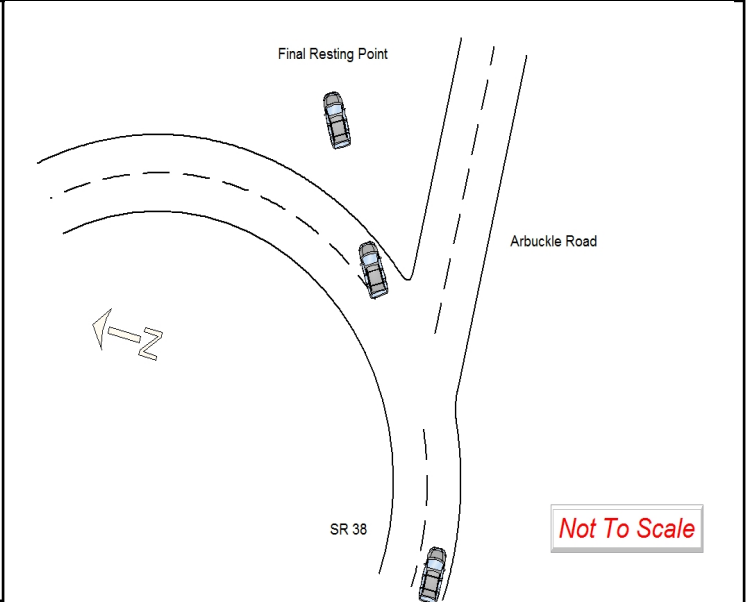 Final Resting Point
Arbuckle Road
N
SR 38
Not To Scale